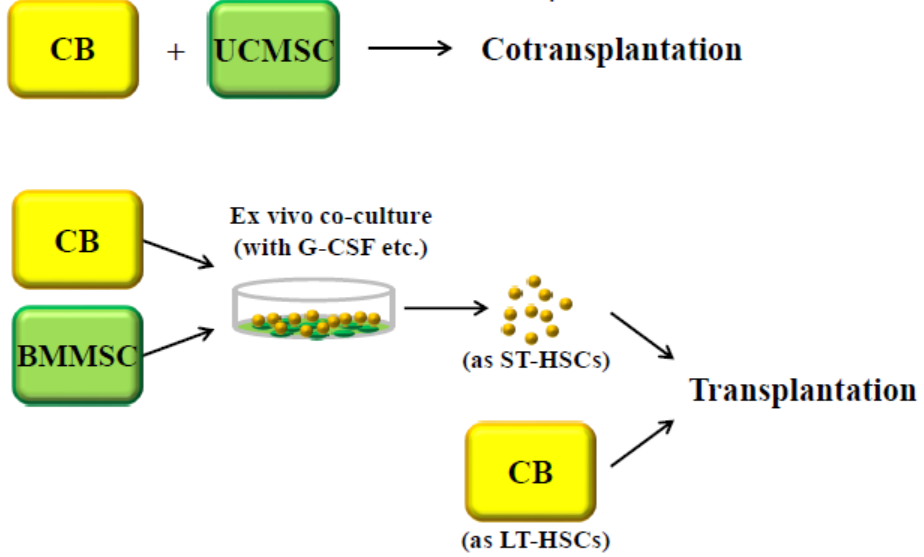 CB + UCMSC Cotransplantation
CB
Ex vivo co-culture
(with G-CSF etc.)
BMMSC
(as ST-HSCs)
Transplantation
CB
(as LT-HSCs)